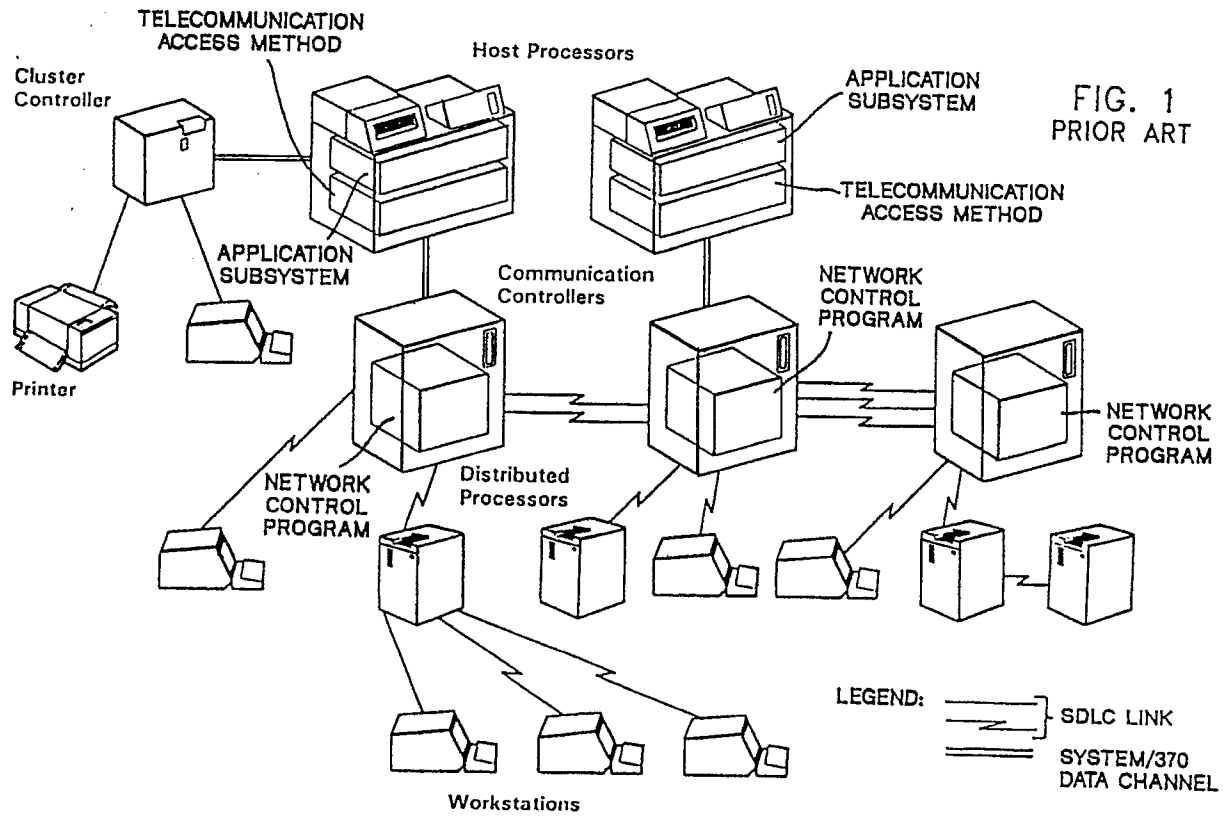 TELECOMMUNICATION
ACCESS METHOD
Host Processors
Cluster
Controller
APPLICATION
SUBSYSTEM
FIG. 1
PRIOR ART
TELECOMMUNICATION
ACCESS METHOD
APPLICATION
SUBSYSTEM
Communication
Controllers
NETWORK
CONTROL
PROGRAM
Printer
NETWORK
CONTROL
PROGRAM
NETWORK
CONTROL
PROGRAM
Distributed
Processors
LEGEND:
SDLC LINK
SYSTEM/370
DATA CHANNEL
Workstations